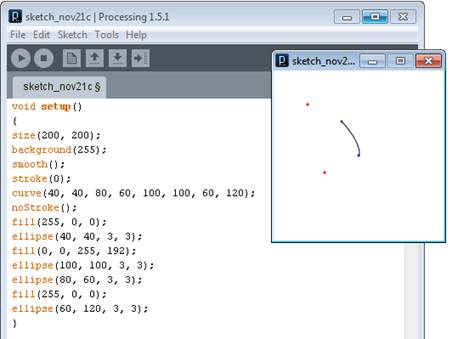 sketch_nov21c | Processing 1.5.1
File Edit Sketch Tools Help
sketch_nov2...
sketch_nov21c §
void setup()
{
size(200, 200);
background(255);
smooth();
stroke(0);
curve(40, 40, 80, 60, 100, 100, 60, 120);
noStroke();
fill(255, 0, 0);
ellipse(40, 40, 3, 3);
fill(0, 0, 255, 192);
ellipse(100, 100, 3, 3);
ellipse(80, 60, 3, 3);
fill(255, 0, 0);
ellipse(60, 120, 3, 3);
}